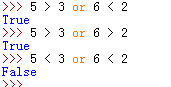 >>> 5 > 3 or 6 < 2
True
>>> 5 > 3 or 6 > 2
True
>>> 5 < 3 or 6 < 2
False
>>>